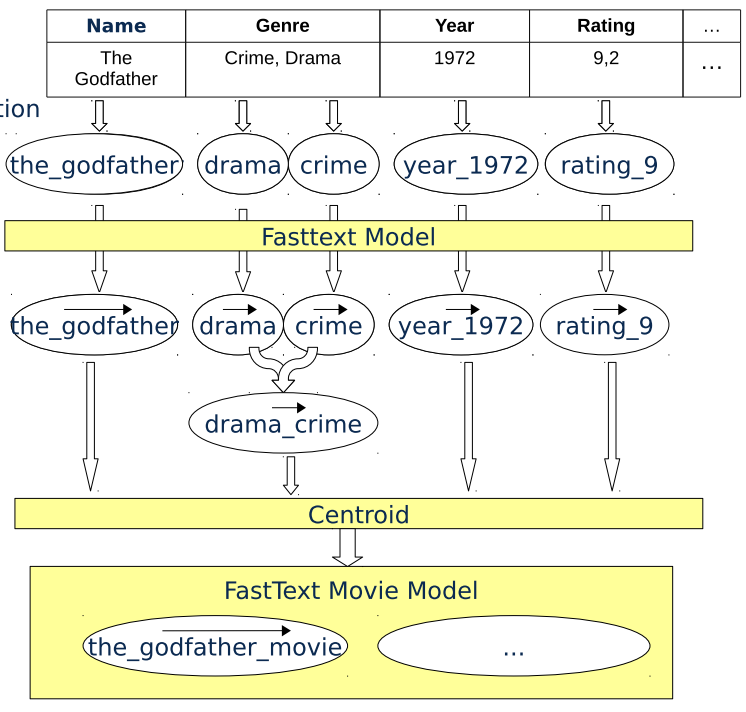 Name Genre Year Rating ...
The Crime, Drama 1972 9,2 ...
Godfather
tion
the_godfather drama crime year_1972 rating_9
Fasttext Model
the_godfather drama crime year_1972 rating_9
drama_crime
Centroid
FastText Movie Model
the_godfather_movie ...